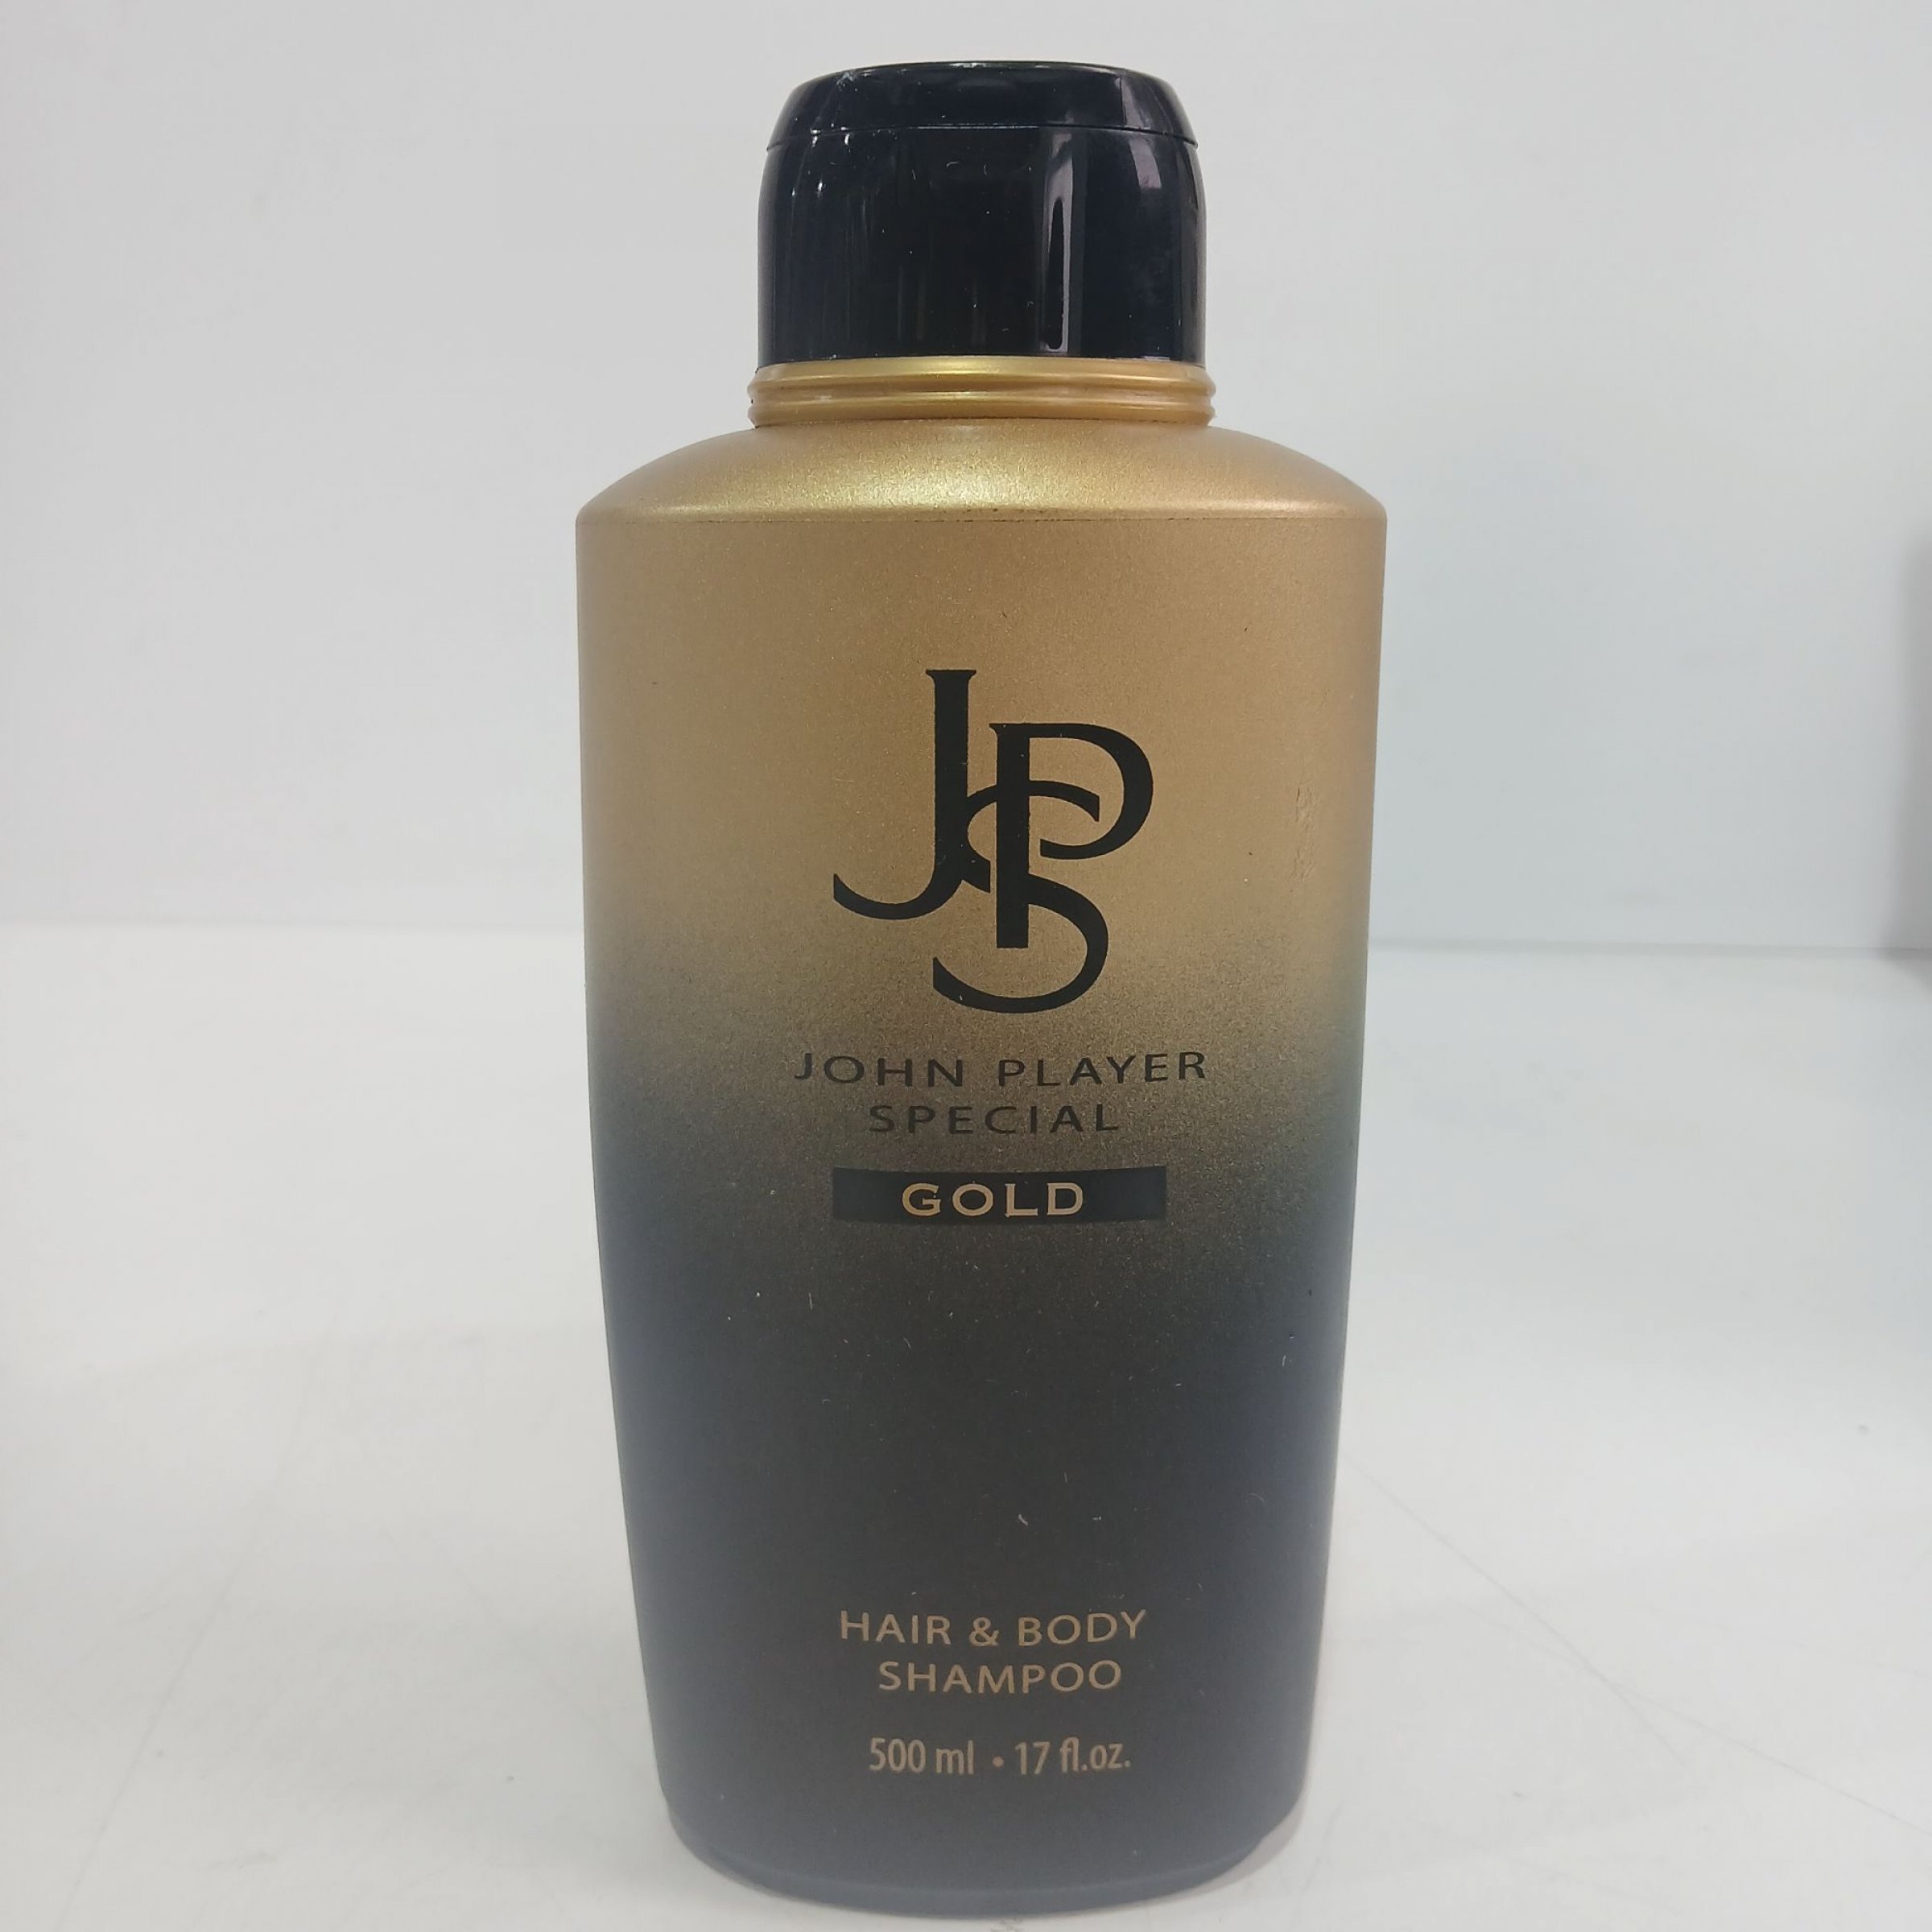 JPS
JOHN PLAYER
SPECIAL
GOLD
HAIR & BODY
SHAMPOO
500 ml • 17 fl.oz.